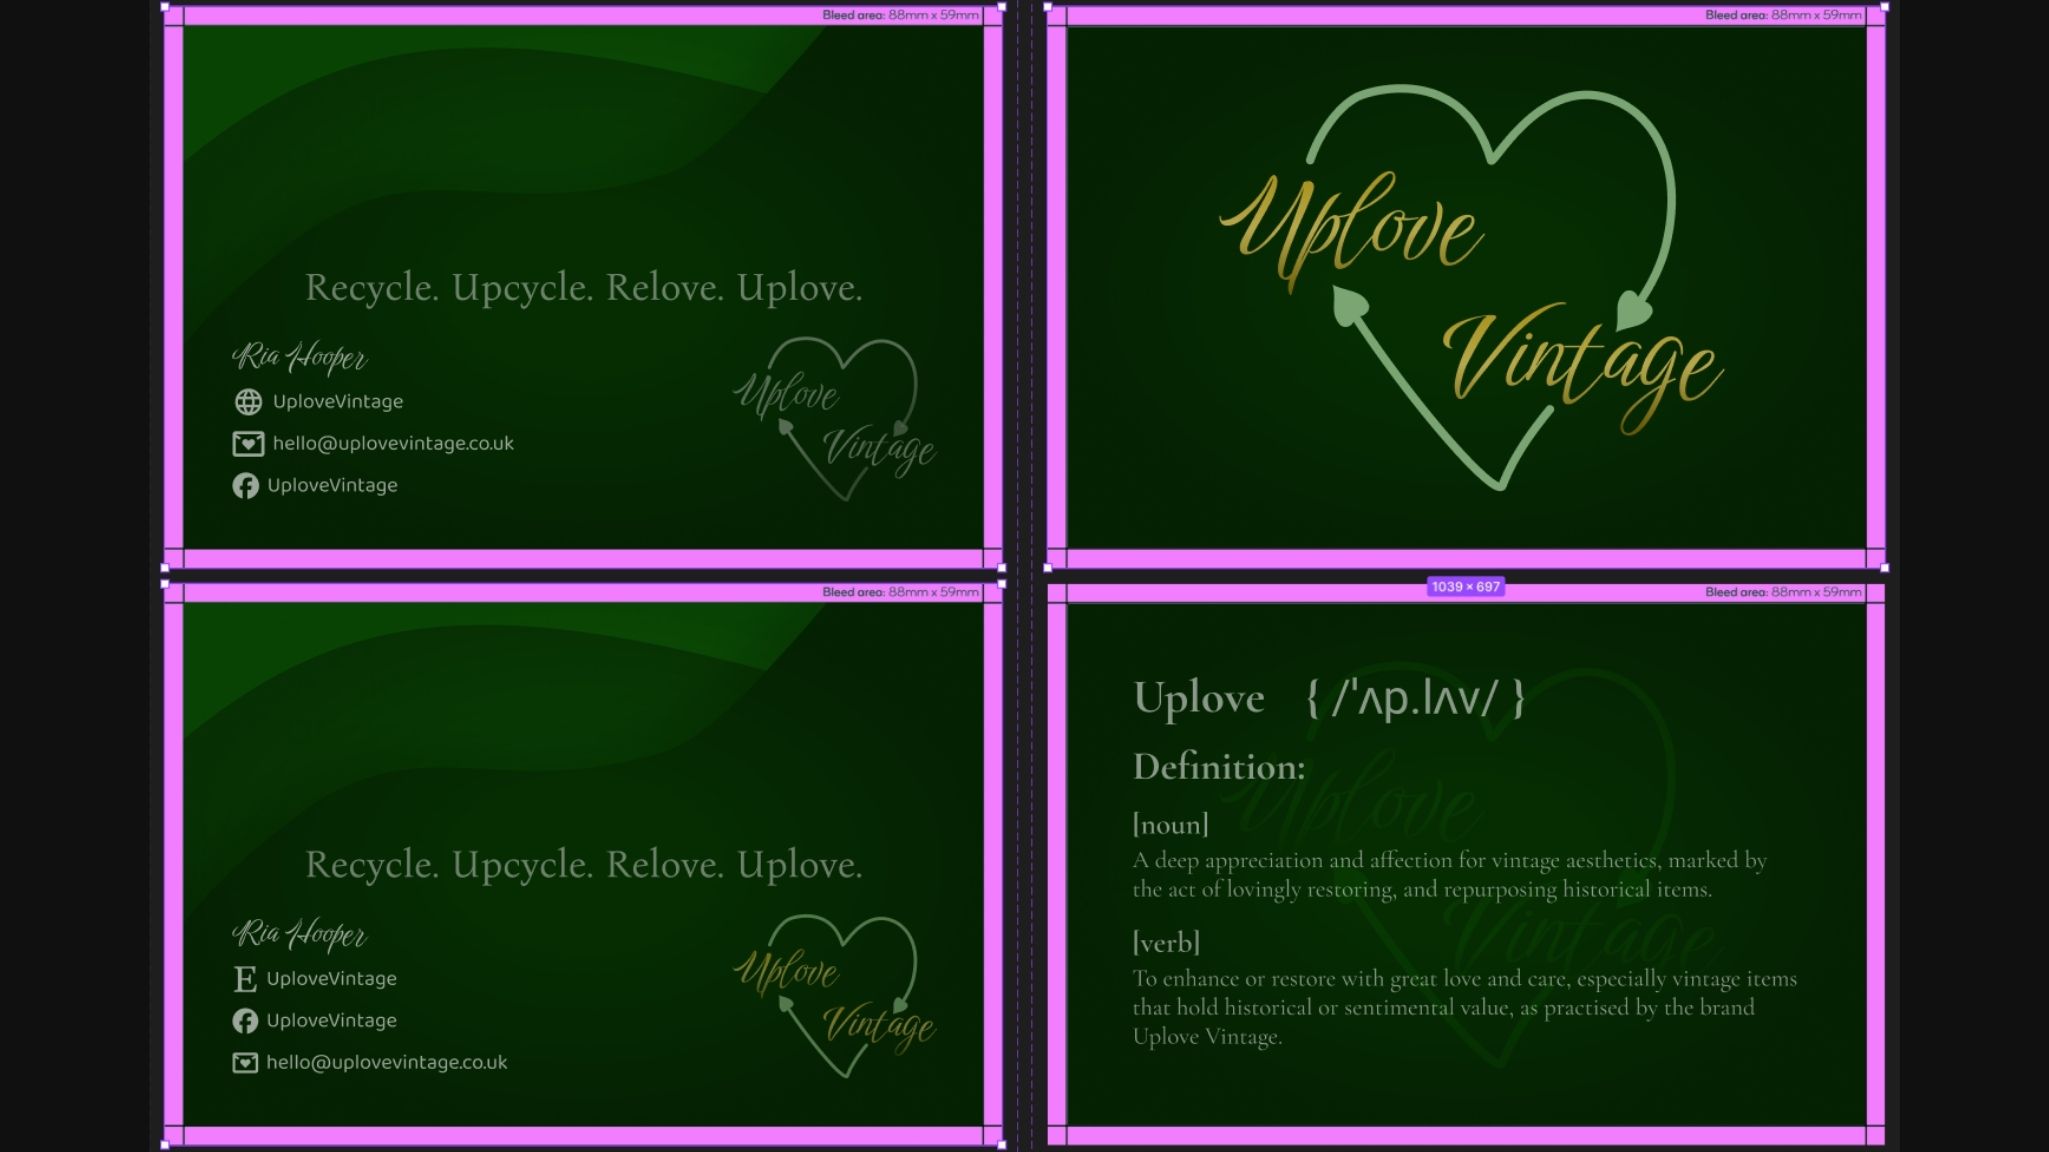 Bleed area: 88mm x 59mm
Recycle. Upcycle. Relove. Uplove.
Ria Hooper
UploveVintage
hello@uplovevintage.co.uk
UploveVintage
Uplove
Vintage
Bleed area: 88mm x 59mm
Uplove
Vintage
Bleed area: 88mm x 59mm
Recycle. Upcycle. Relove. Uplove.
Ria Hooper
E UploveVintage
UploveVintage
hello@uplovevintage.co.uk
Uplove
Vintage
1039 × 697
Bleed area: 88mm x 59mm
Uplove { /ˈʌp.lʌv/ }
Definition:
[noun]
A deep appreciation and affection for vintage aesthetics, marked by
the act of lovingly restoring, and repurposing historical items.
[verb]
To enhance or restore with great love and care, especially vintage items
that hold historical or sentimental value, as practised by the brand
Uplove Vintage.
Uplove
Vintage